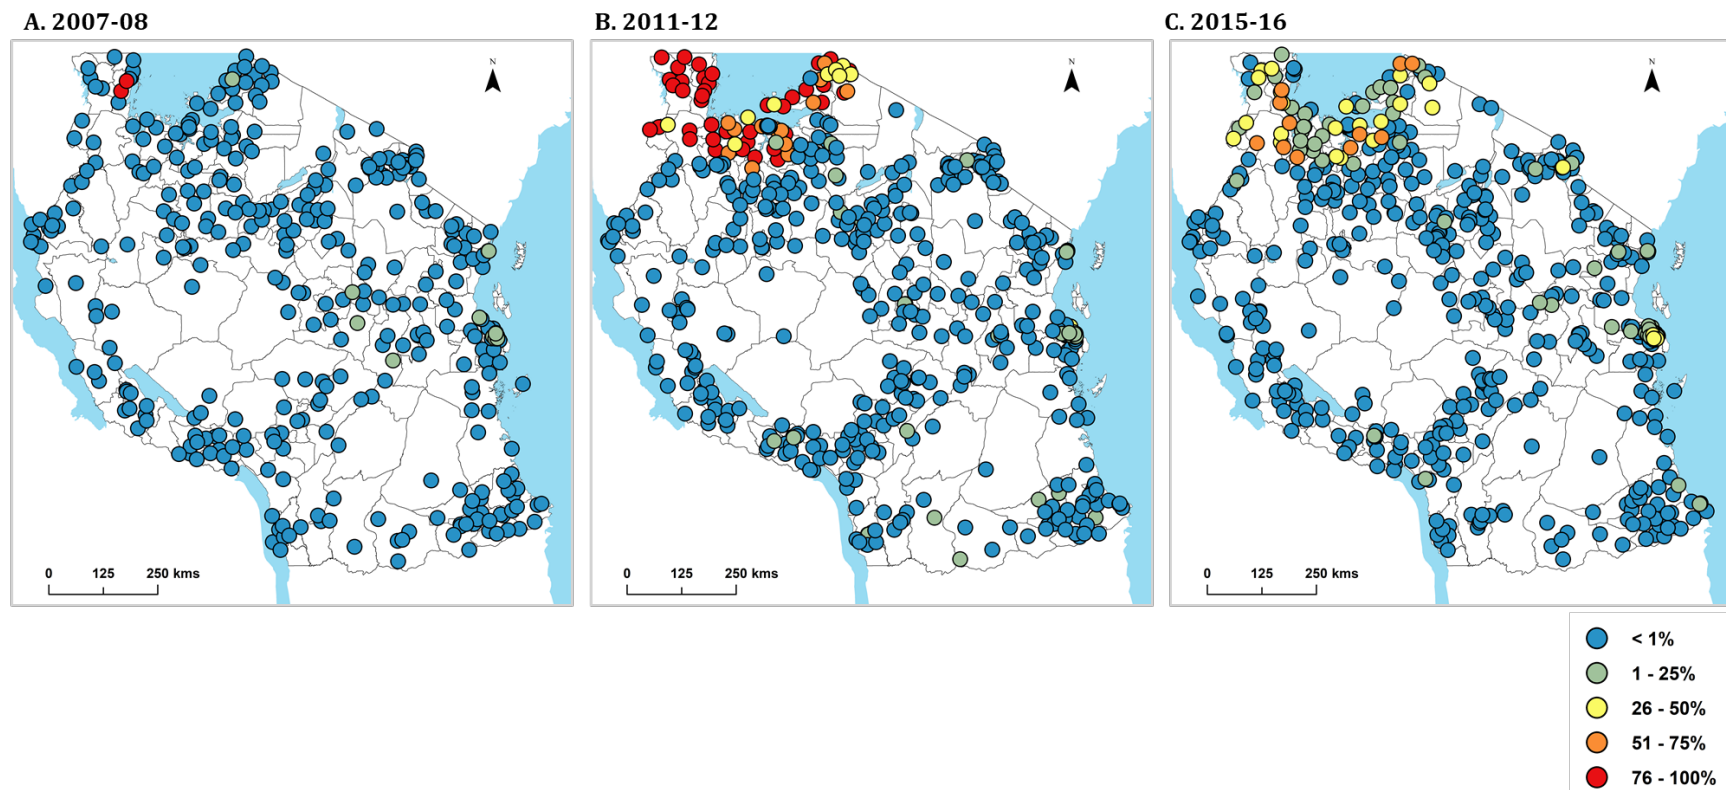 A. 2007-08
B. 2011-12
C. 2015-16
N
N
N
0 125 250 kms
0 125 250 kms
0 125 250 kms
< 1%
1 - 25%
26 - 50%
51 - 75%
76 - 100%